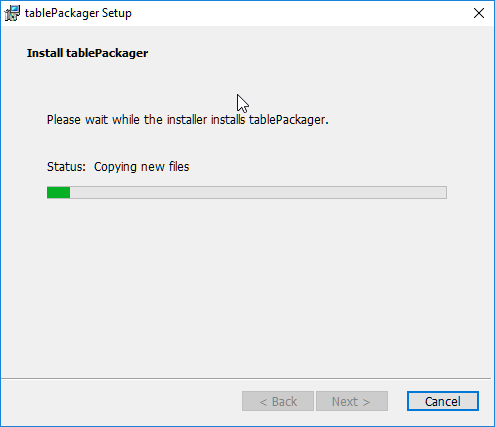 tablePackager Setup
Install tablePackager
Please wait while the installer installs tablePackager.
Status: Copying new files
< Back Next > Cancel